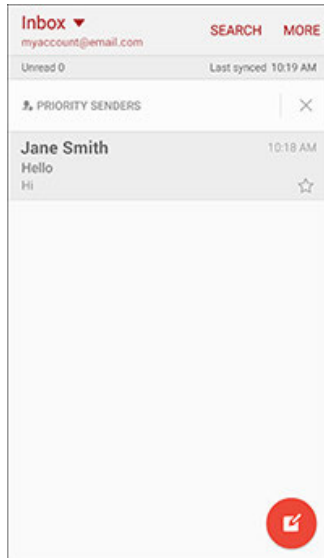 Inbox
SEARCH MORE
myaccount@email.com
Unread 0 Last synced 10:19 AM
PRIORITY SENDERS
Jane Smith 10:18 AM
Hello
Hi